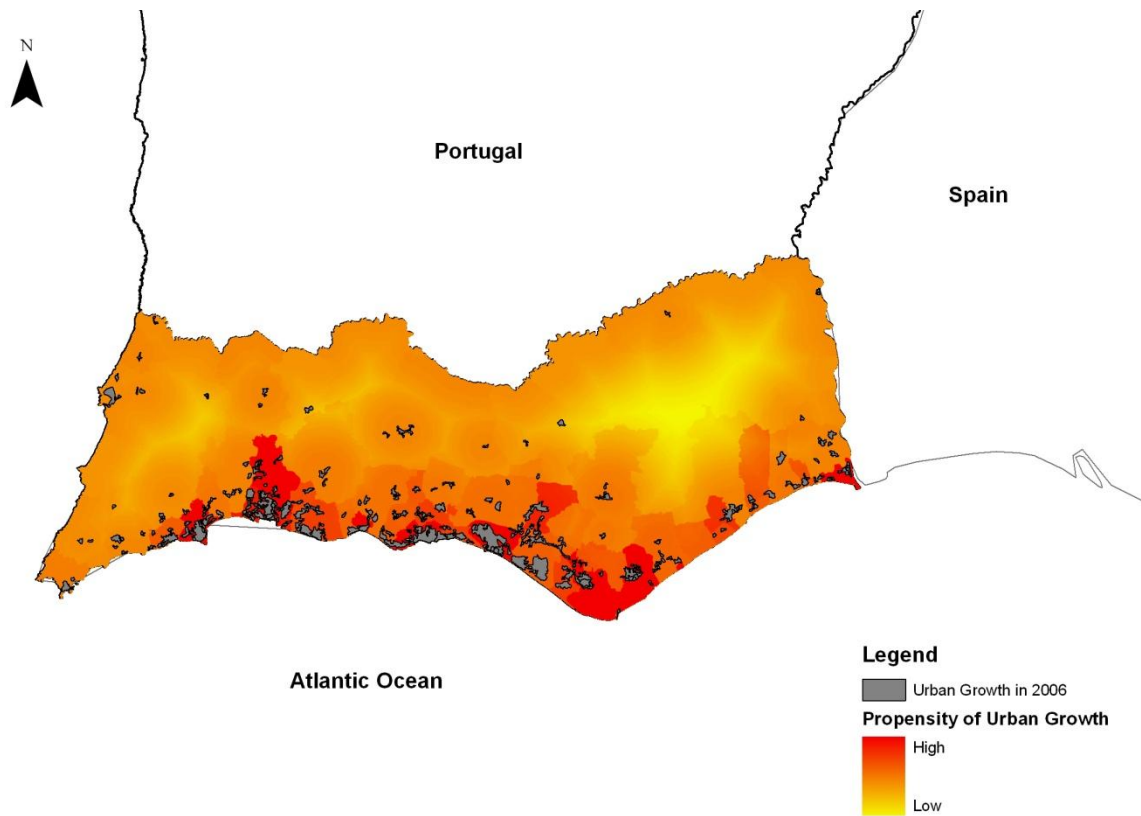 N
Portugal
Spain
Atlantic Ocean
Legend
Urban Growth in 2006
Propensity of Urban Growth
High
Low